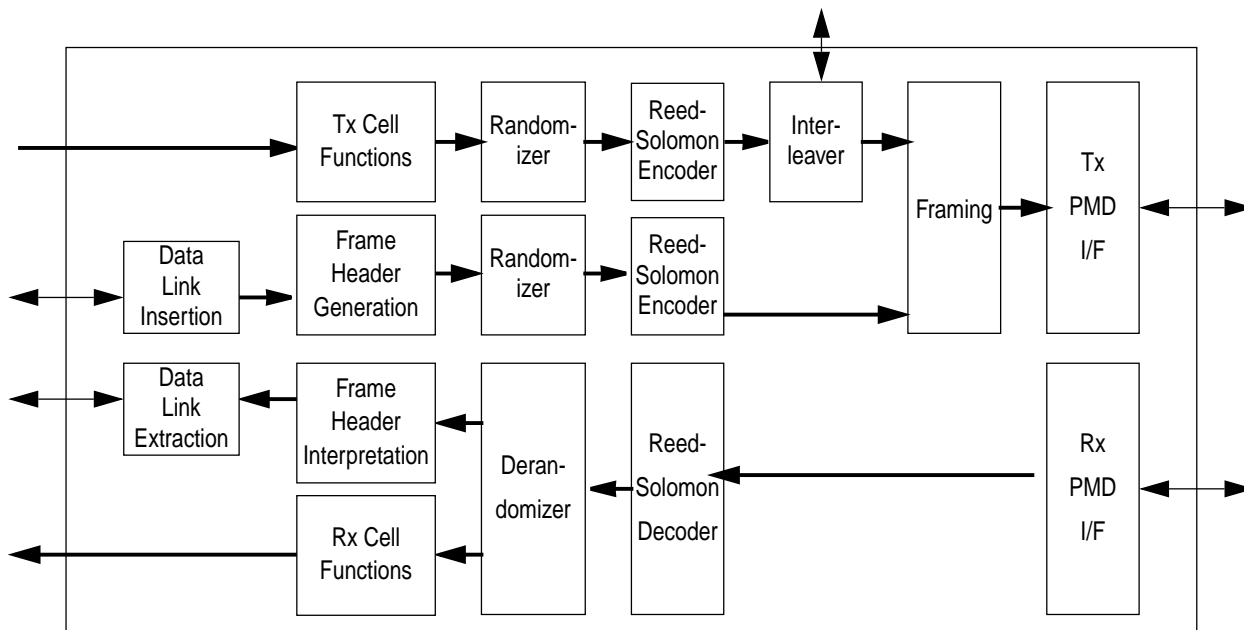 Tx Cell
Functions
Random-
izer
Reed-
Solomon
Encoder
Inter-
leaver
Framing
Tx
PMD
I/F
Data
Link
Insertion
Frame
Header
Generation
Random-
izer
Reed-
Solomon
Encoder
Data
Link
Extraction
Frame
Header
Interpretation
Deran-
domizer
Reed-
Solomon
Decoder
Rx
PMD
I/F
Rx Cell
Functions